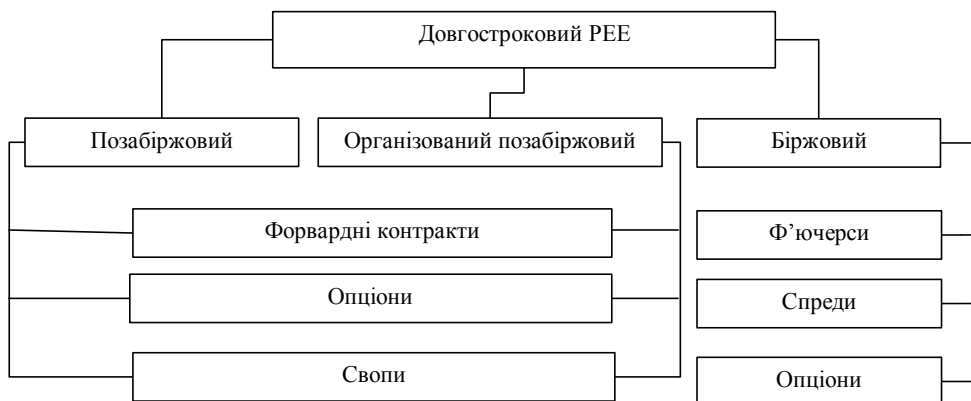 Довгостроковий РЕЕ
Позабіржовий
Організований позабіржовий
Біржовий
Форвардні контракти
Ф’ючерси
Опціони
Спреди
Свопи
Опціони